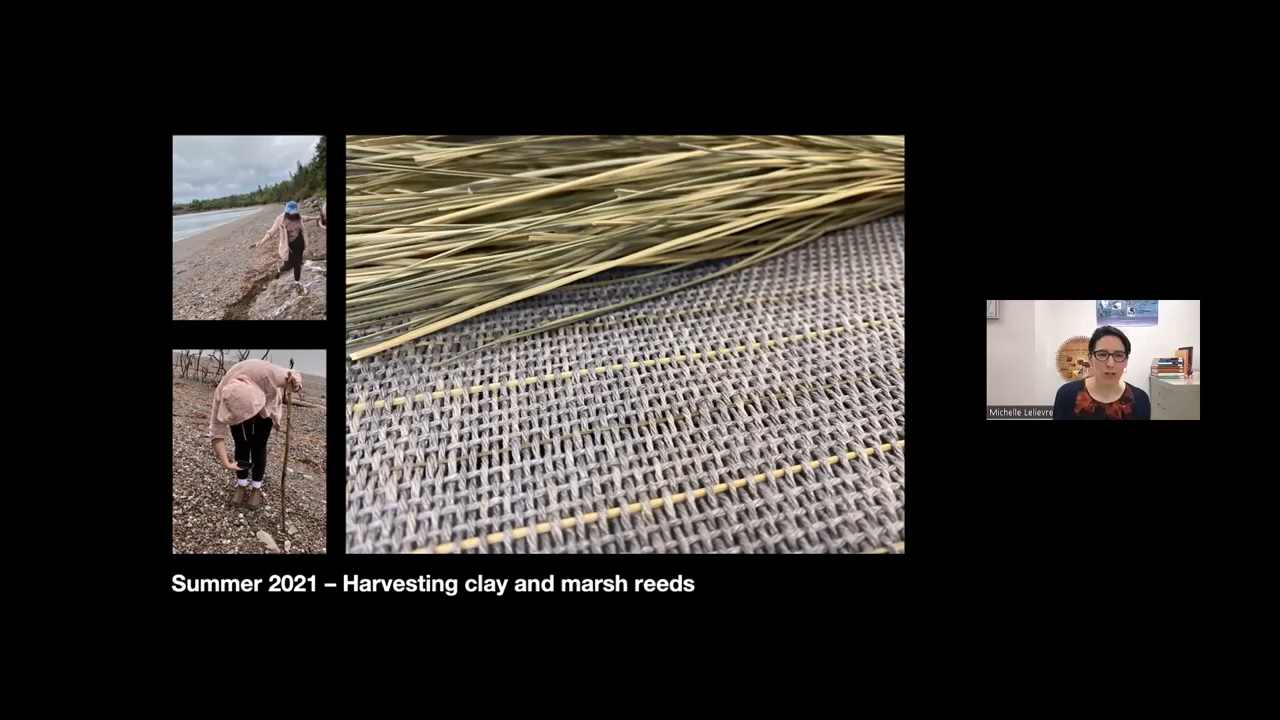 Summer 2021 – Harvesting clay and marsh reeds
Michelle Lelievre